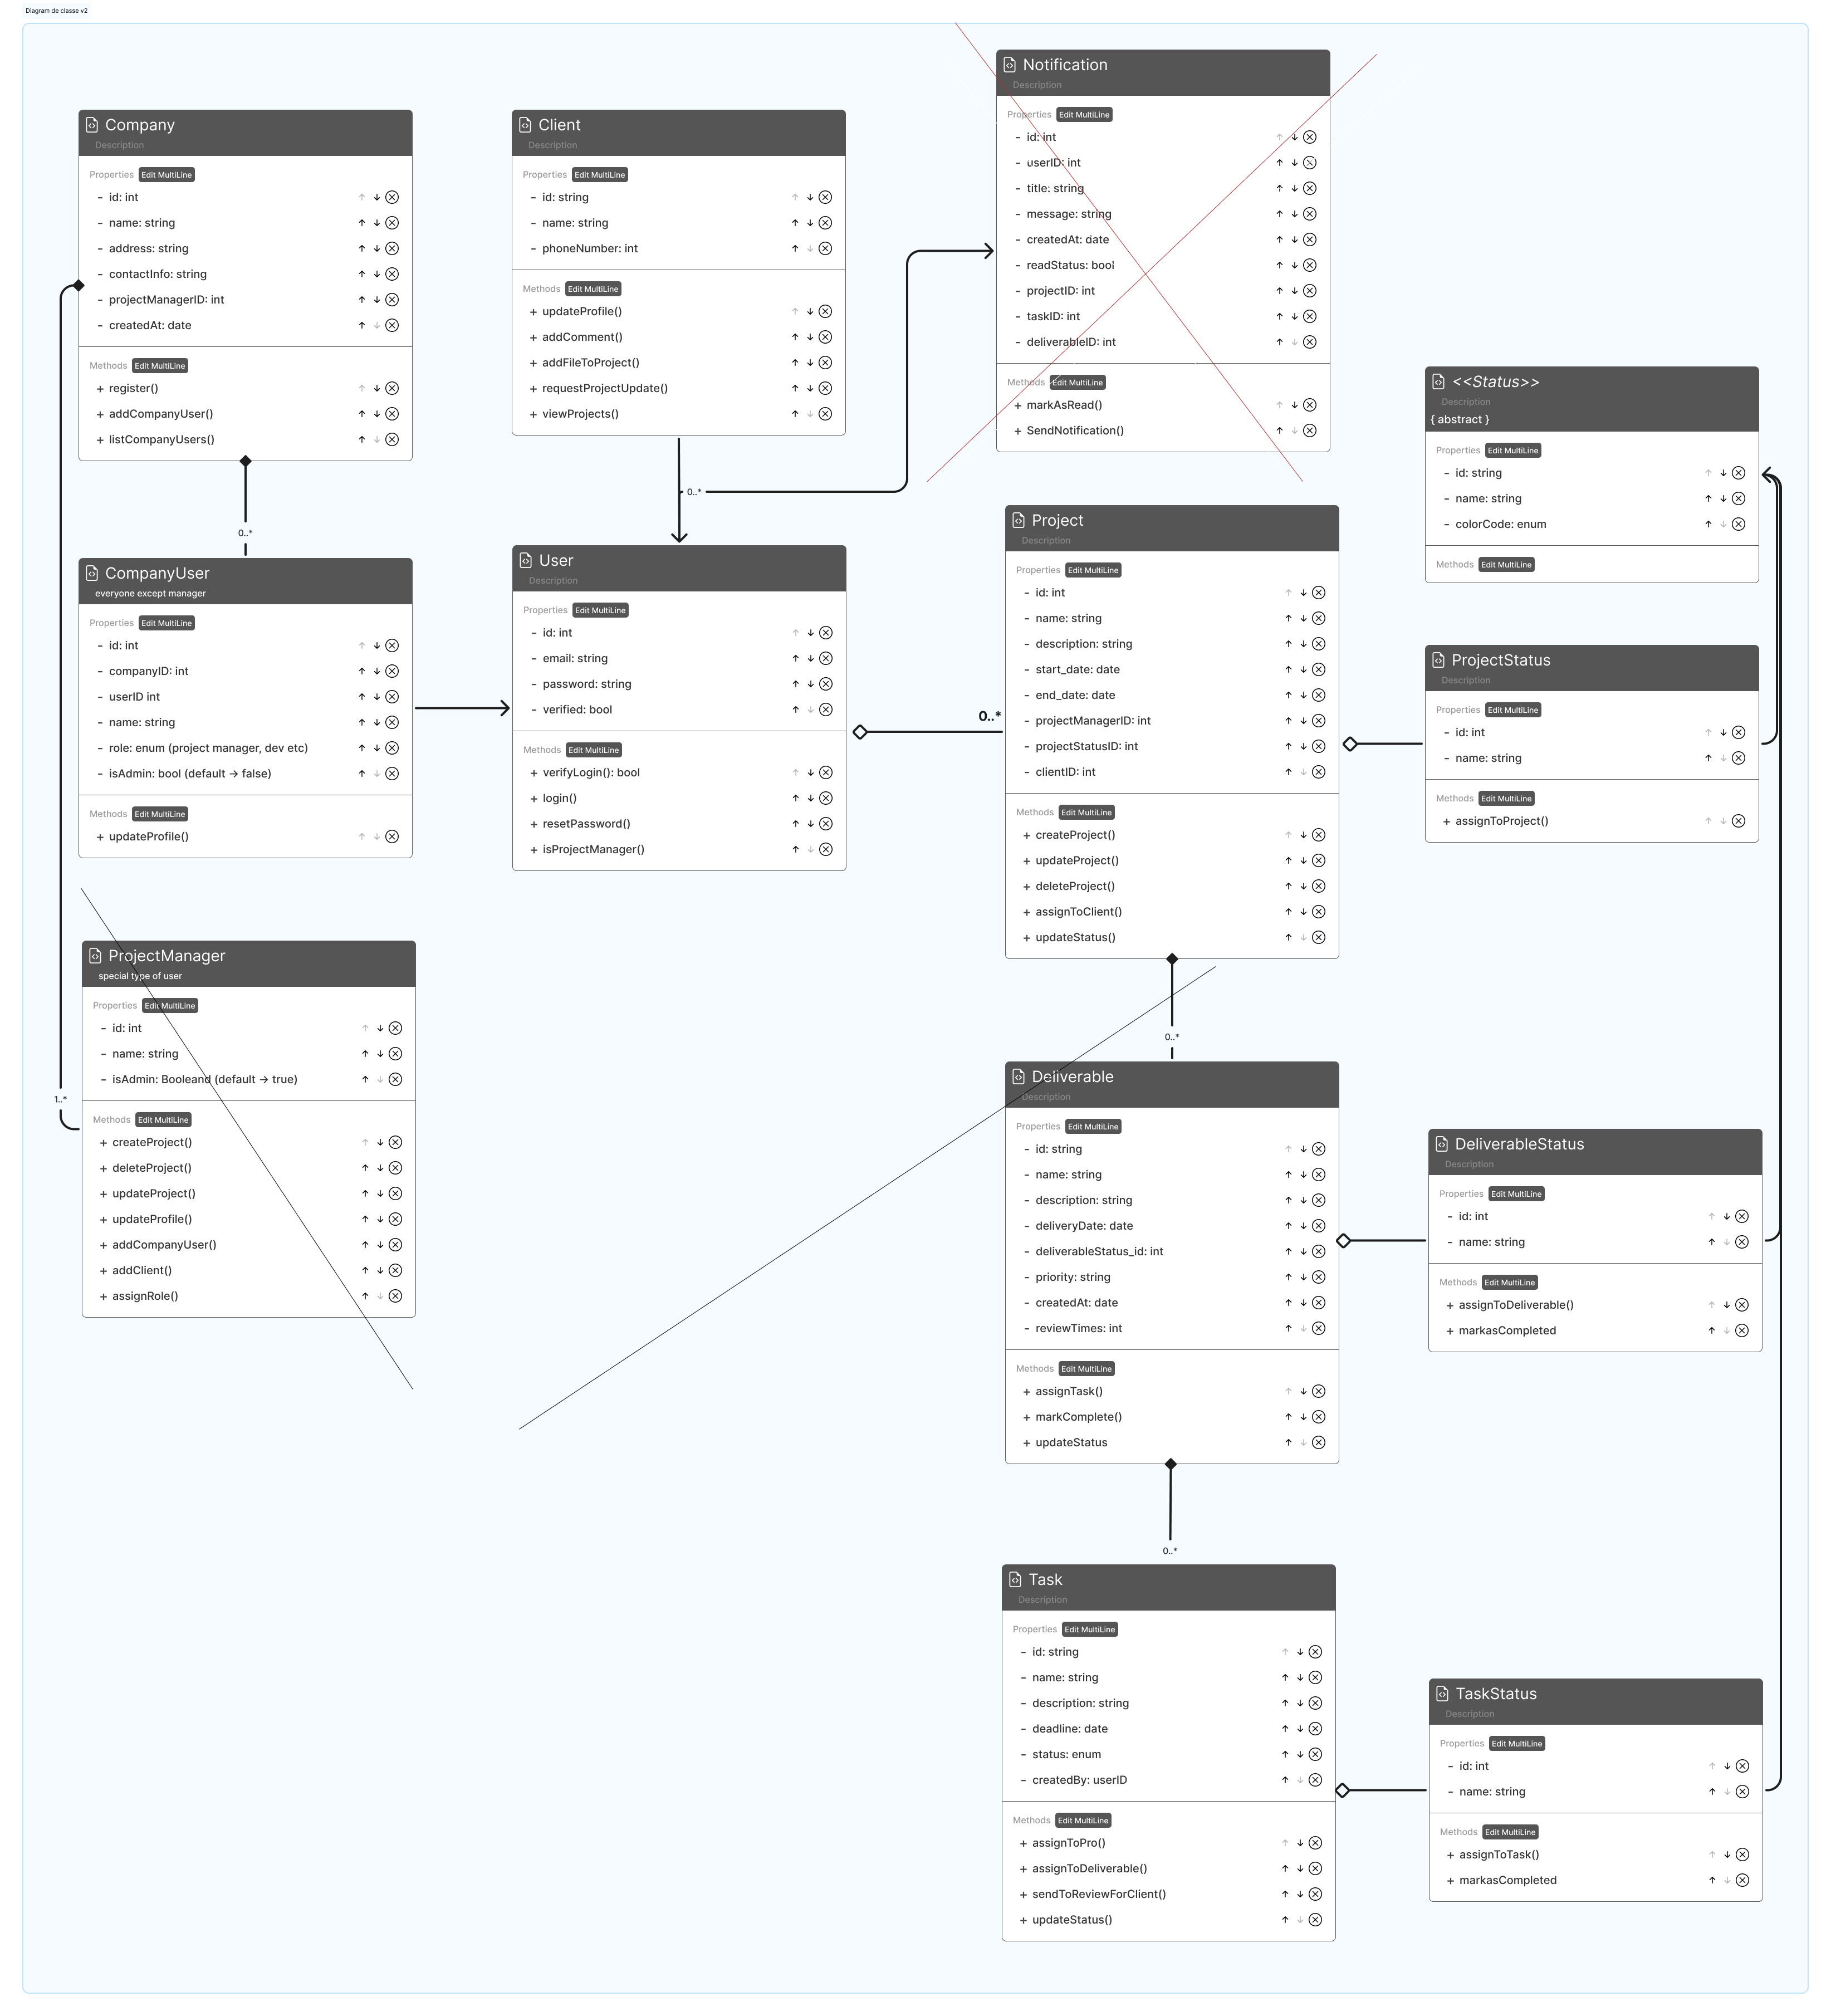 Diagram de classe v2
Company
Description
Properties Edit MultiLine
- id: int
- name: string
- address: string
- contactInfo: string
- projectManagerID: int
- createdAt: date
Methods Edit MultiLine
+ register()
+ addCompanyUser()
+ listCompanyUsers()
0..*
CompanyUser
everyone except manager
Properties Edit MultiLine
- id: int
- companyID: int
- userID int
- name: string
- role: enum (project manager, dev etc)
- isAdmin: bool (default → false)
Methods Edit MultiLine
+ updateProfile()
ProjectManager
special type of user
Properties Edit MultiLine
- id: int
- name: string
- isAdmin: Booleand (default → true)
1..*
Methods Edit MultiLine
+ createProject()
+ deleteProject()
+ updateProject()
+ updateProfile()
+ addCompanyUser()
+ addClient()
+ assignRole()
Client
Description
Properties Edit MultiLine
- id: string
- name: string
- phoneNumber: int
Methods Edit MultiLine
+ updateProfile()
+ addComment()
+ addFileToProject()
+ requestProjectUpdate()
+ viewProjects()
0..*
User
Description
Properties Edit MultiLine
- id: int
- email: string
- password: string
- verified: bool
Methods Edit MultiLine
+ verifyLogin(): bool
+ login()
+ resetPassword()
+ isProjectManager()
0..*
Notification
Description
Properties Edit MultiLine
- id: int
- userID: int
- title: string
- message: string
- createdAt: date
- readStatus: bool
- projectID: int
- taskID: int
- deliverableID: int
Methods Edit MultiLine
+ markAsRead()
+ SendNotification()
Project
Description
Properties Edit MultiLine
- id: int
- name: string
- description: string
- start_date: date
- end_date: date
- projectManagerID: int
- projectStatusID: int
- clientID: int
Methods Edit MultiLine
+ createProject()
+ updateProject()
+ deleteProject()
+ assignToClient()
+ updateStatus()
0..*
Deliverable
Description
Properties Edit MultiLine
- id: string
- name: string
- description: string
- deliveryDate: date
- deliverableStatus_id: int
- priority: string
- createdAt: date
- reviewTimes: int
Methods Edit MultiLine
+ assignTask()
+ markComplete()
+ updateStatus
0..*
Task
Description
Properties Edit MultiLine
- id: string
- name: string
- description: string
- deadline: date
- status: enum
- createdBy: userID
Methods Edit MultiLine
+ assignToPro()
+ assignToDeliverable()
+ sendToReviewForClient()
+ updateStatus()
<<Status>>
Description
{ abstract }
Properties Edit MultiLine
- id: string
- name: string
- colorCode: enum
Methods Edit MultiLine
ProjectStatus
Description
Properties Edit MultiLine
- id: int
- name: string
Methods Edit MultiLine
+ assignToProject()
DeliverableStatus
Description
Properties Edit MultiLine
- id: int
- name: string
Methods Edit MultiLine
+ assignToDeliverable()
+ markasCompleted
TaskStatus
Description
Properties Edit MultiLine
- id: int
- name: string
Methods Edit MultiLine
+ assignToTask()
+ markasCompleted